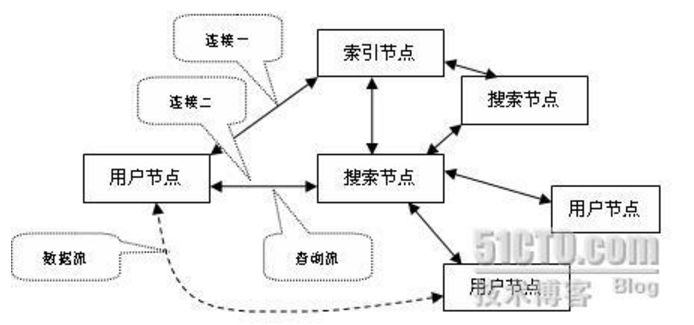 连接一
索引节点
搜索节点
连接二
用户节点
搜索节点
用户节点
数据流
查询流
用户节点
51CTO.com
技术博客 Blog